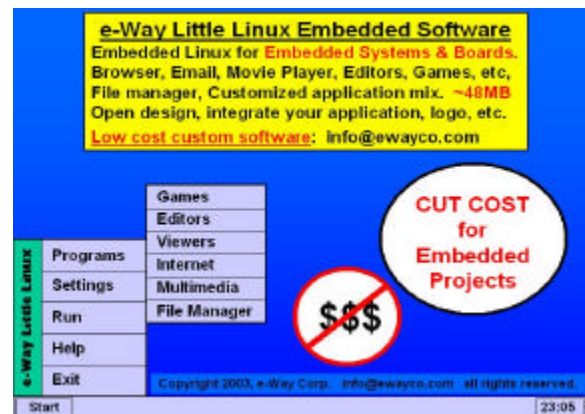 e-Way Little Linux Embedded Software
Embedded Linux for Embedded Systems & Boards.
Browser, Email, Movie Player, Editors, Games, etc,
File manager, Customized application mix. ~48MB
Open design, integrate your application, logo, etc.
Low cost custom software: info@ewayco.com
Games
Editors
Viewers
Internet
Multimedia
File Manager
CUT COST
for
Embedded
Projects
$$$
e-Way Little Linux
Programs
Settings
Run
Help
Exit
Copyright 2003, e-Way Corp. info@ewayco.com all rights reserved.
Start
23:05